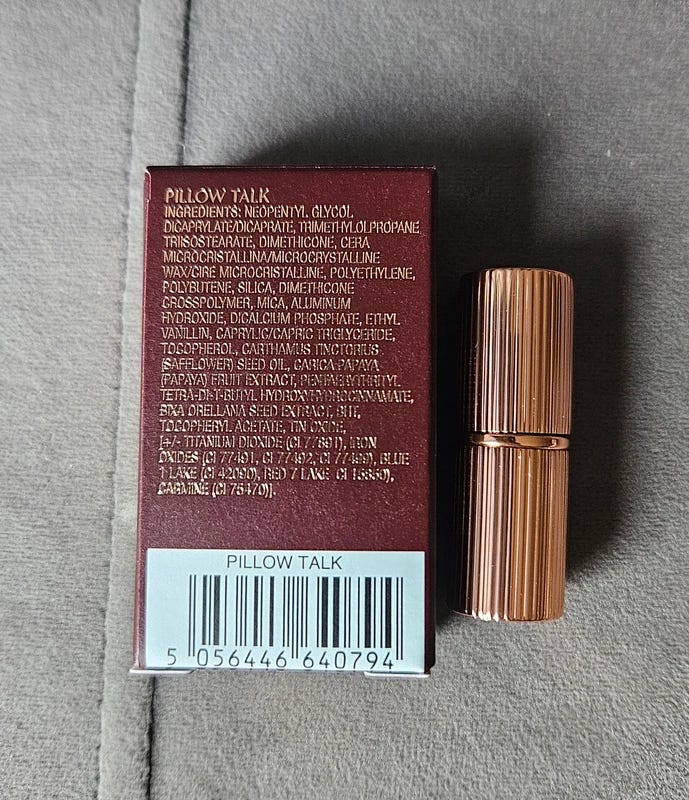 PILLOW TALK
INGREDIENTS: NEOPENTYL GLYCOL
DICAPRYLATE/DICAPRATE, TRIMETHYLOLPROPANE
TRIISOSTEARATE, DIMETHICONE, CERA
MICROCRISTALLINA/MICROCRYSTALLINE
WAX/CIRE MICROCRISTALLINE, POLYETHYLENE,
POLYBUTENE, SILICA, DIMETHICONE
CROSSPOLYMER, MICA, ALUMINUM
HYDROXIDE, DICALCIUM PHOSPHATE, ETHYL
VANILLIN, CAPRYLIC/CAPRIC TRIGLYCERIDE,
TOCOPHEROL, CARTHAMUS TINCTORIUS
(SAFFLOWER) SEED OIL, CARICA PAPAYA
(PAPAYA) FRUIT EXTRACT, PENTAERYTHRITYL
TETRA-DI-T-BUTYL HYDROXYHYDROCINNAMATE,
BIXA ORELLANA SEED EXTRACT, BHT,
TOCOPHERYL ACETATE, TIN OXIDE,
[+/- TITANIUM DIOXIDE (CI 77891), IRON
OXIDES (CI 77491, CI 77492, CI 77499), BLUE
1 LAKE (CI 42090), RED 7 LAKE (CI 15850),
CARMINE (CI 75470)].
PILLOW TALK
5 056446 640794